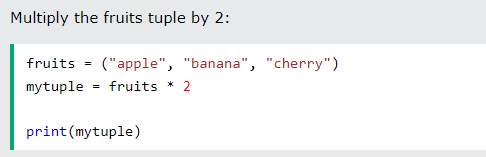 Multiply the fruits tuple by 2:
fruits = ("apple", "banana", "cherry")
mytuple = fruits * 2
print(mytuple)